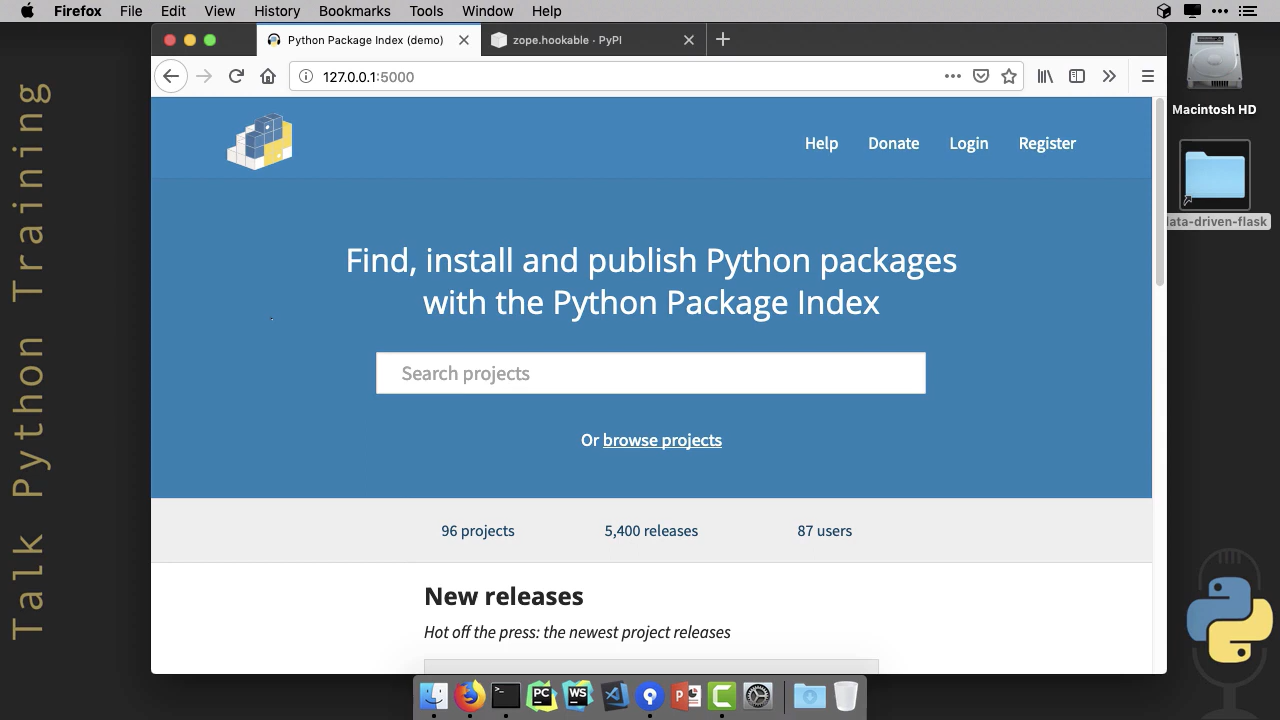 Firefox File Edit View History Bookmarks Tools Window Help
Python Package Index (demo)
zope.hookable · PyPI
127.0.0.1:5000
Macintosh HD
data-driven-flask
Help Donate Login Register
Find, install and publish Python packages
with the Python Package Index
Search projects
Or browse projects
96 projects 5,400 releases 87 users
New releases
Hot off the press: the newest project releases
Talk Python Training
PC
WS
P
C